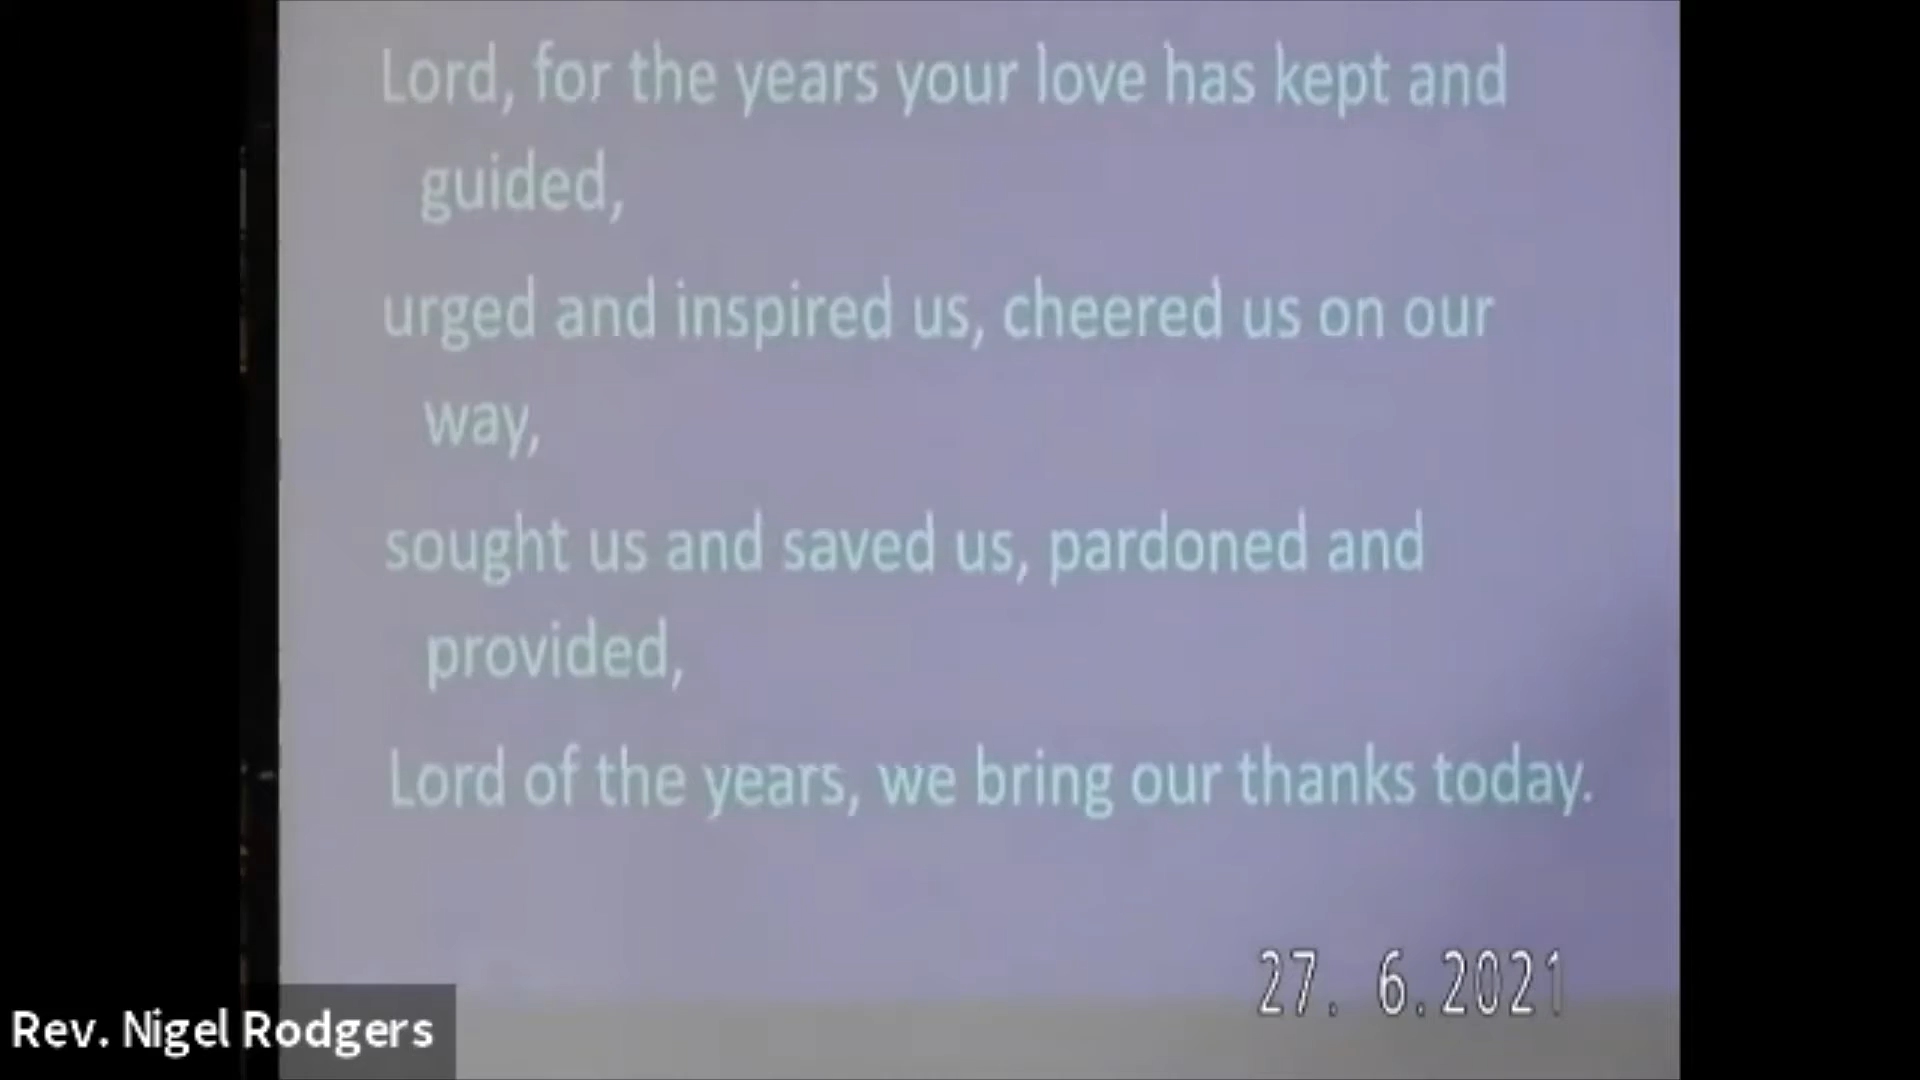 Lord, for the years your love has kept and
guided,
urged and inspired us, cheered us on our
way,
sought us and saved us, pardoned and
provided,
Lord of the years, we bring our thanks today.
27. 6.2021
Rev. Nigel Rodgers